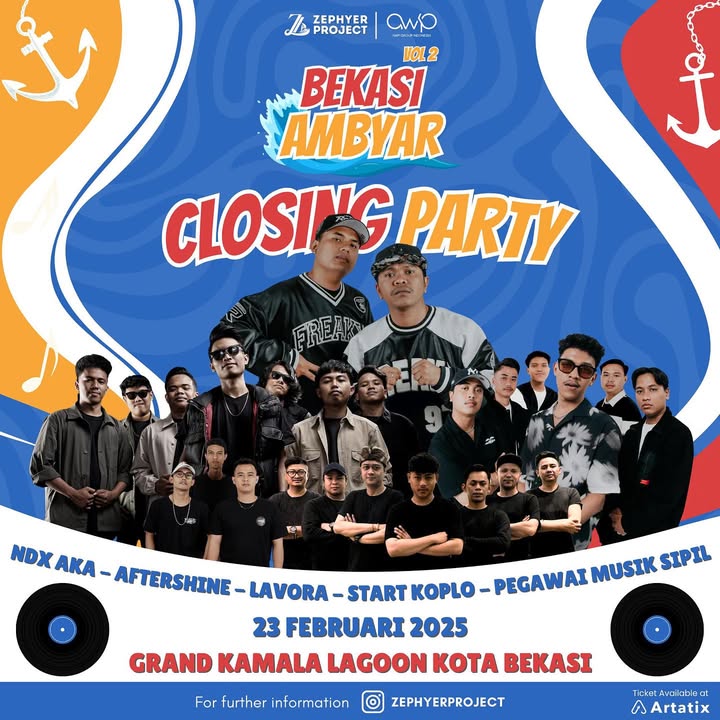 ZEPHYER PROJECT | awp
VOL 2
BEKASI
AMBYAR
CLOSING PARTY
FREAKY
NDX AKA – AFTERSHINE – LAVORA – START KOPLO – PEGAWAI MUSIK SIPIL
23 FEBRUARI 2025
GRAND KAMALA LAGOON KOTA BEKASI
For further information ZEPHYERPROJECT
Ticket Available at
Artatix